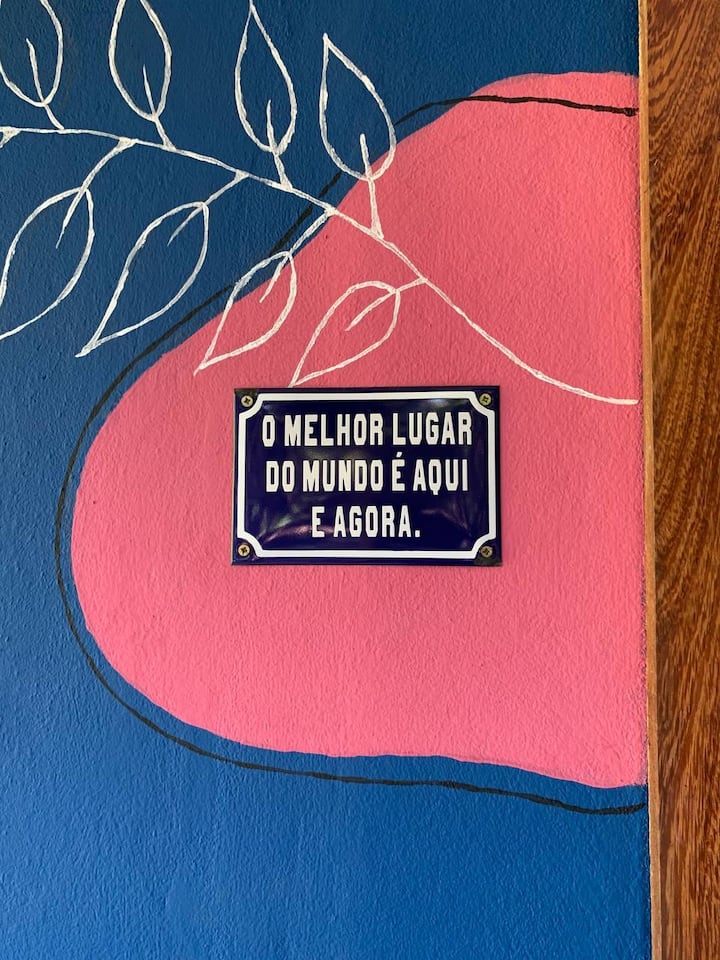 O MELHOR LUGAR
DO MUNDO É AQUI
E AGORA.